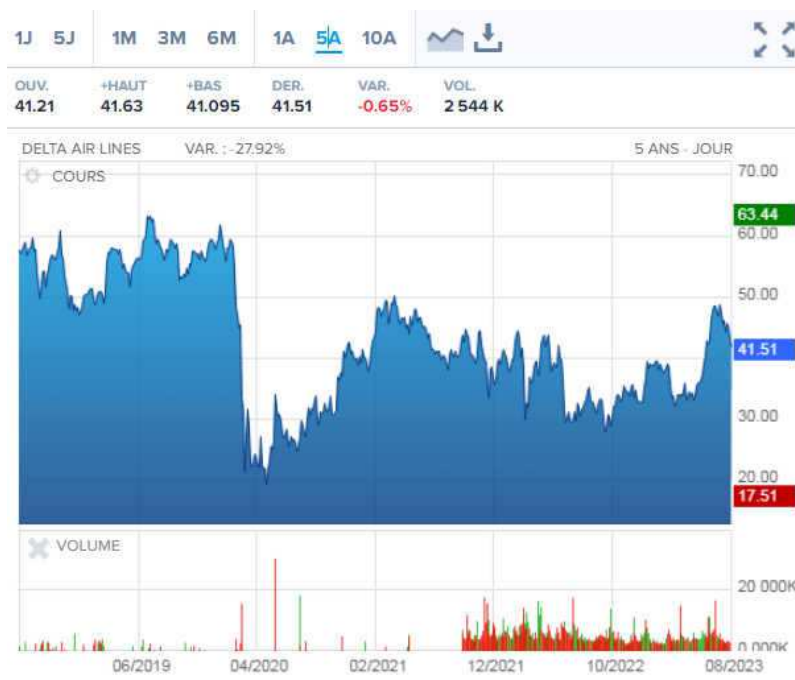 1J 5J 1M 3M 6M 1A 5A 10A
OUV. +HAUT +BAS DER. VAR. VOL.
41.21 41.63 41.095 41.51 -0.65% 2 544 K
DELTA AIR LINES VAR. : -27.92% 5 ANS - JOUR
COURS
70.00
63.44
60.00
50.00
41.51
30.00
20.00
17.51
VOLUME
20 000K
0.000K
06/2019 04/2020 02/2021 12/2021 10/2022 08/2023